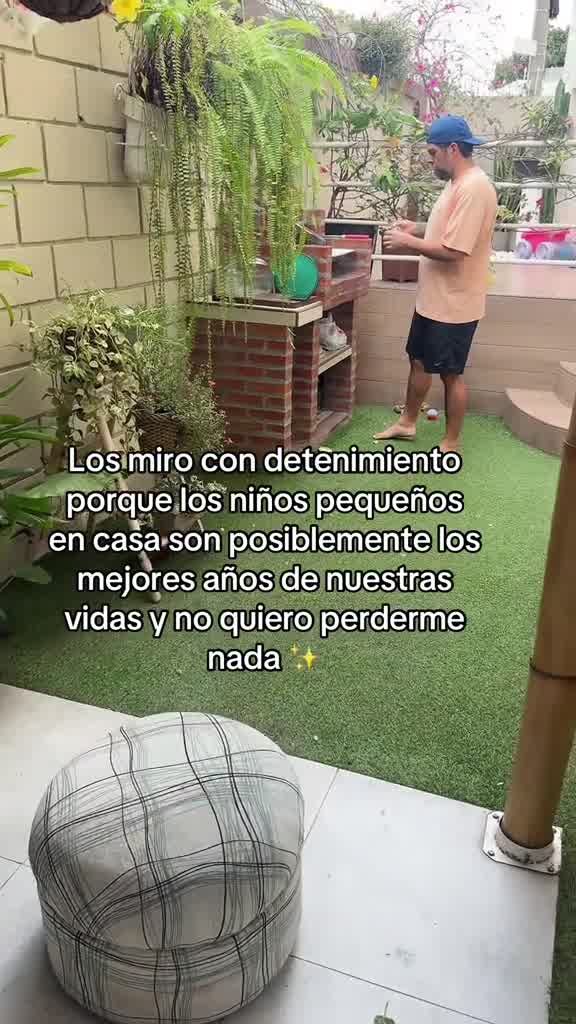 Los miro con detenimiento
porque los niños pequeños
en casa son posiblemente los
mejores años de nuestras
vidas y no quiero perderme
nada ✨